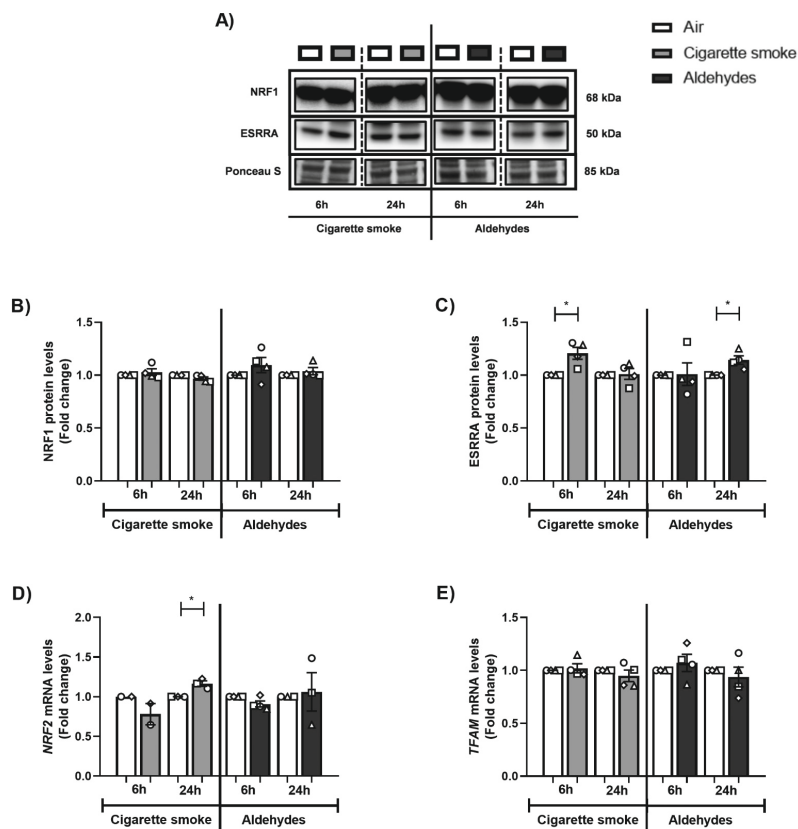 A)
Air
Cigarette smoke
Aldehydes
NRF1
68 kDa
ESRRA
50 kDa
Ponceau S
85 kDa
6h 24h 6h 24h
Cigarette smoke Aldehydes
B)
NRF1 protein levels
(Fold change)
1.5
1.0
0.5
0.0
6h 24h 6h 24h
Cigarette smoke Aldehydes
C)
ESRRA protein levels
(Fold change)
1.5
1.0
0.5
0.0
* *
6h 24h 6h 24h
Cigarette smoke Aldehydes
D)
NRF2 mRNA levels
(Fold change)
2.0
1.5
1.0
0.5
0.0
*
6h 24h 6h 24h
Cigarette smoke Aldehydes
E)
TFAM mRNA levels
(Fold change)
1.5
1.0
0.5
0.0
6h 24h 6h 24h
Cigarette smoke Aldehydes